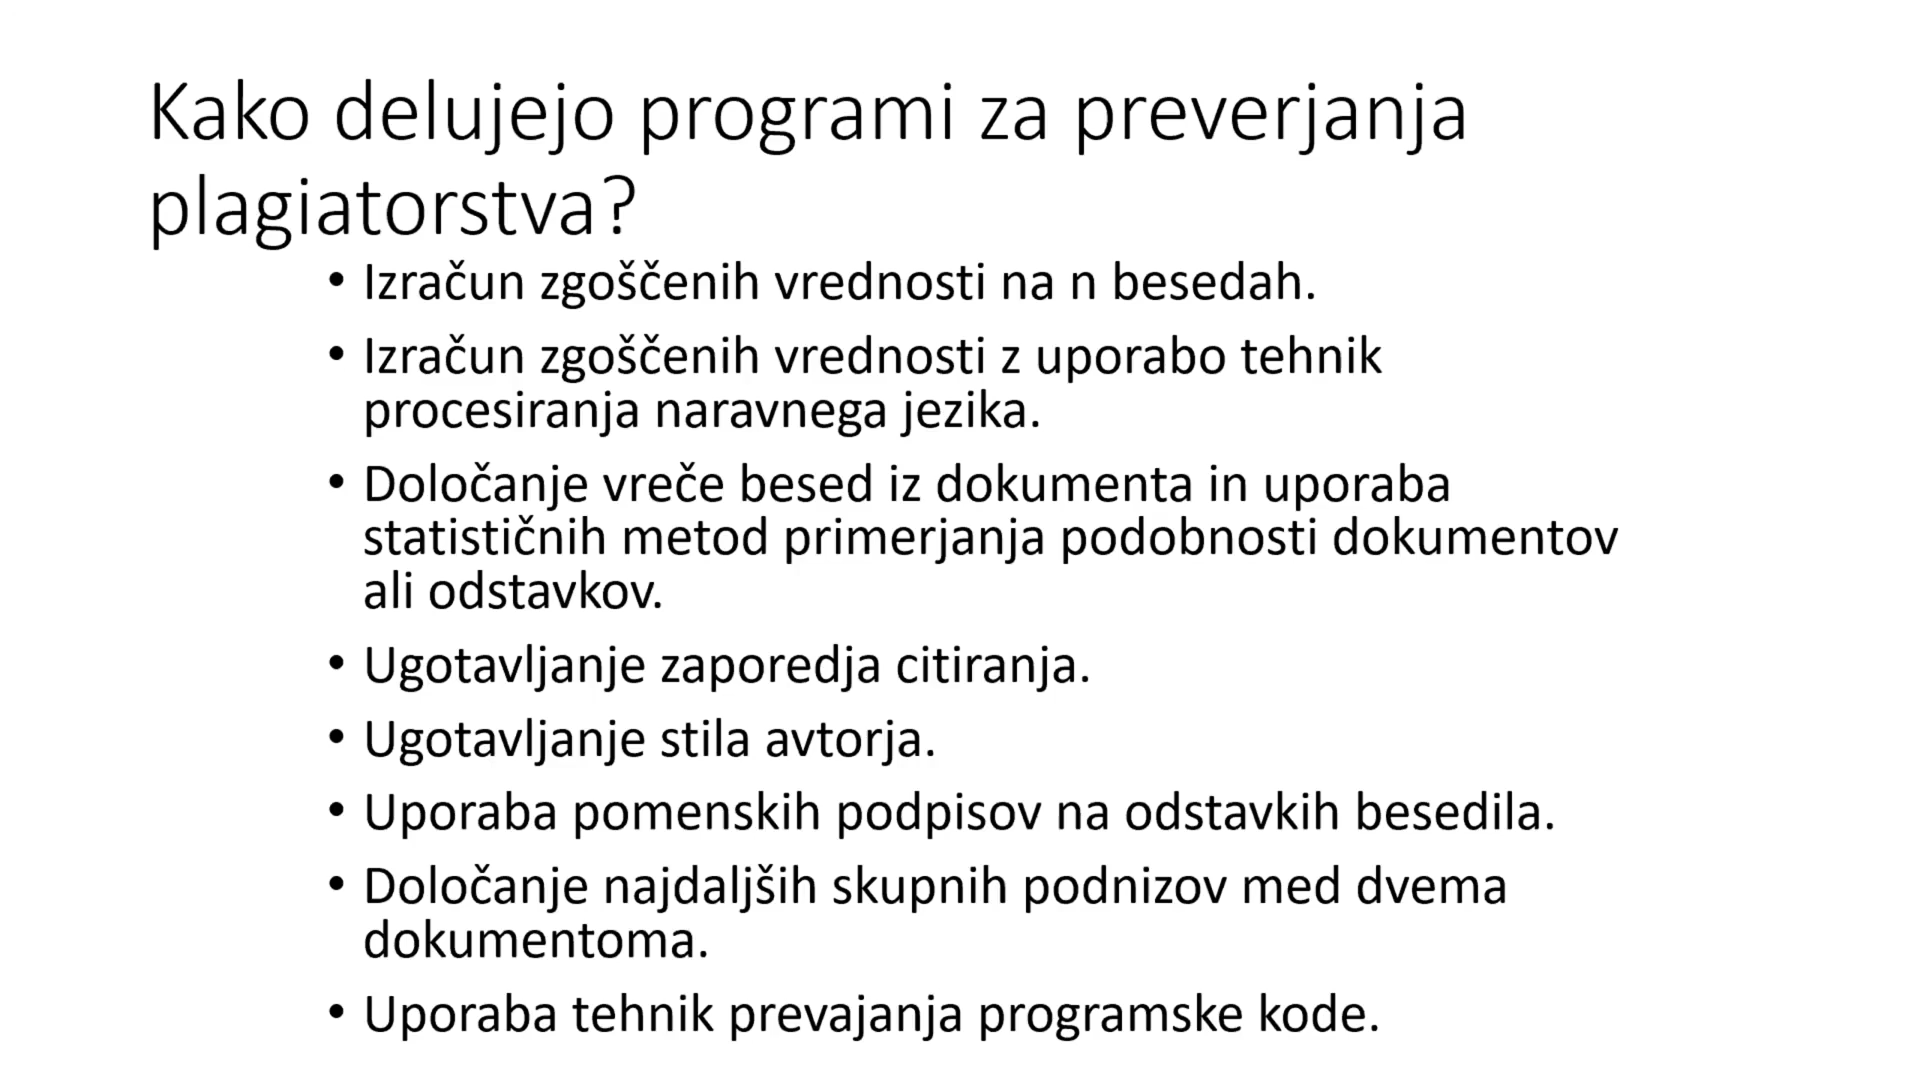 Kako delujejo programi za preverjanja
plagiatorstva?
• Izračun zgoščenih vrednosti na n besedah.
• Izračun zgoščenih vrednosti z uporabo tehnik
procesiranja naravnega jezika.
• Določanje vreče besed iz dokumenta in uporaba
statističnih metod primerjanja podobnosti dokumentov
ali odstavkov.
• Ugotavljanje zaporedja citiranja.
• Ugotavljanje stila avtorja.
• Uporaba pomenskih podpisov na odstavkih besedila.
• Določanje najdaljših skupnih podnizov med dvema
dokumentoma.
• Uporaba tehnik prevajanja programske kode.